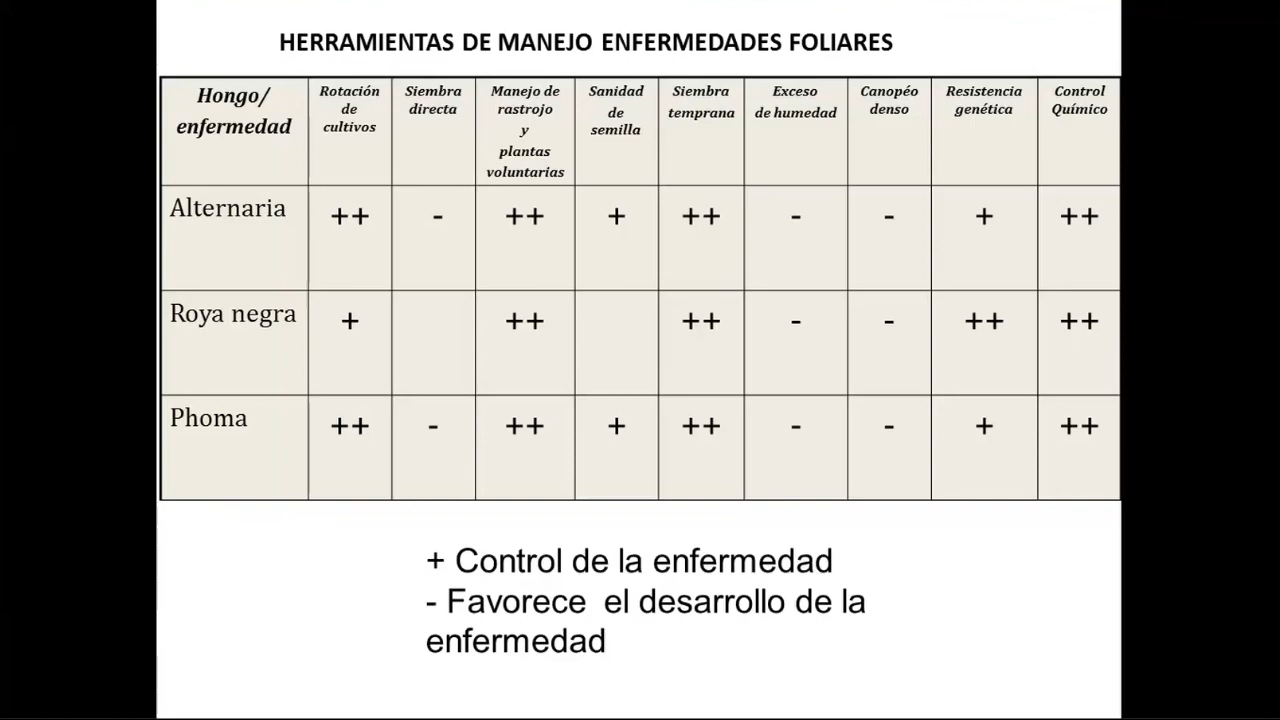 HERRAMIENTAS DE MANEJO ENFERMEDADES FOLIARES
Hongo/
enfermedad
Rotación
de
cultivos
Siembra
directa
Manejo de
rastrojo
y
plantas
voluntarias
Sanidad
de
semilla
Siembra
temprana
Exceso
de humedad
Canopéo
denso
Resistencia
genética
Control
Químico
Alternaria ++ - ++ + ++ - - + ++
Roya negra + ++ ++ - - ++ ++
Phoma ++ - ++ + ++ - - + ++
+ Control de la enfermedad
- Favorece el desarrollo de la
enfermedad